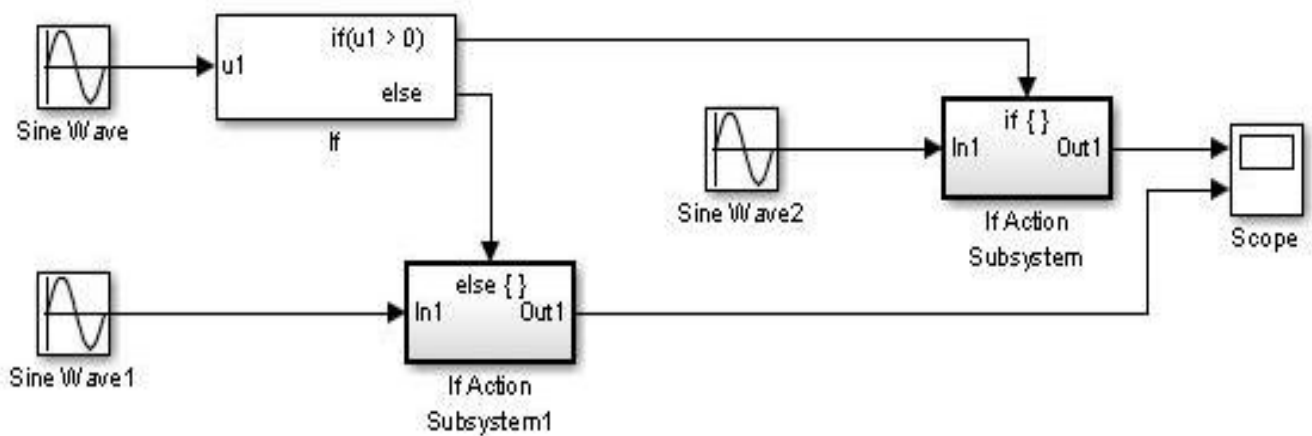 if(u1 > 0)
u1
else
Sine Wave
If
if { }
In1
Out1
Sine Wave2
If Action
Subsystem
Scope
else { }
In1
Out1
Sine Wave1
If Action
Subsystem1